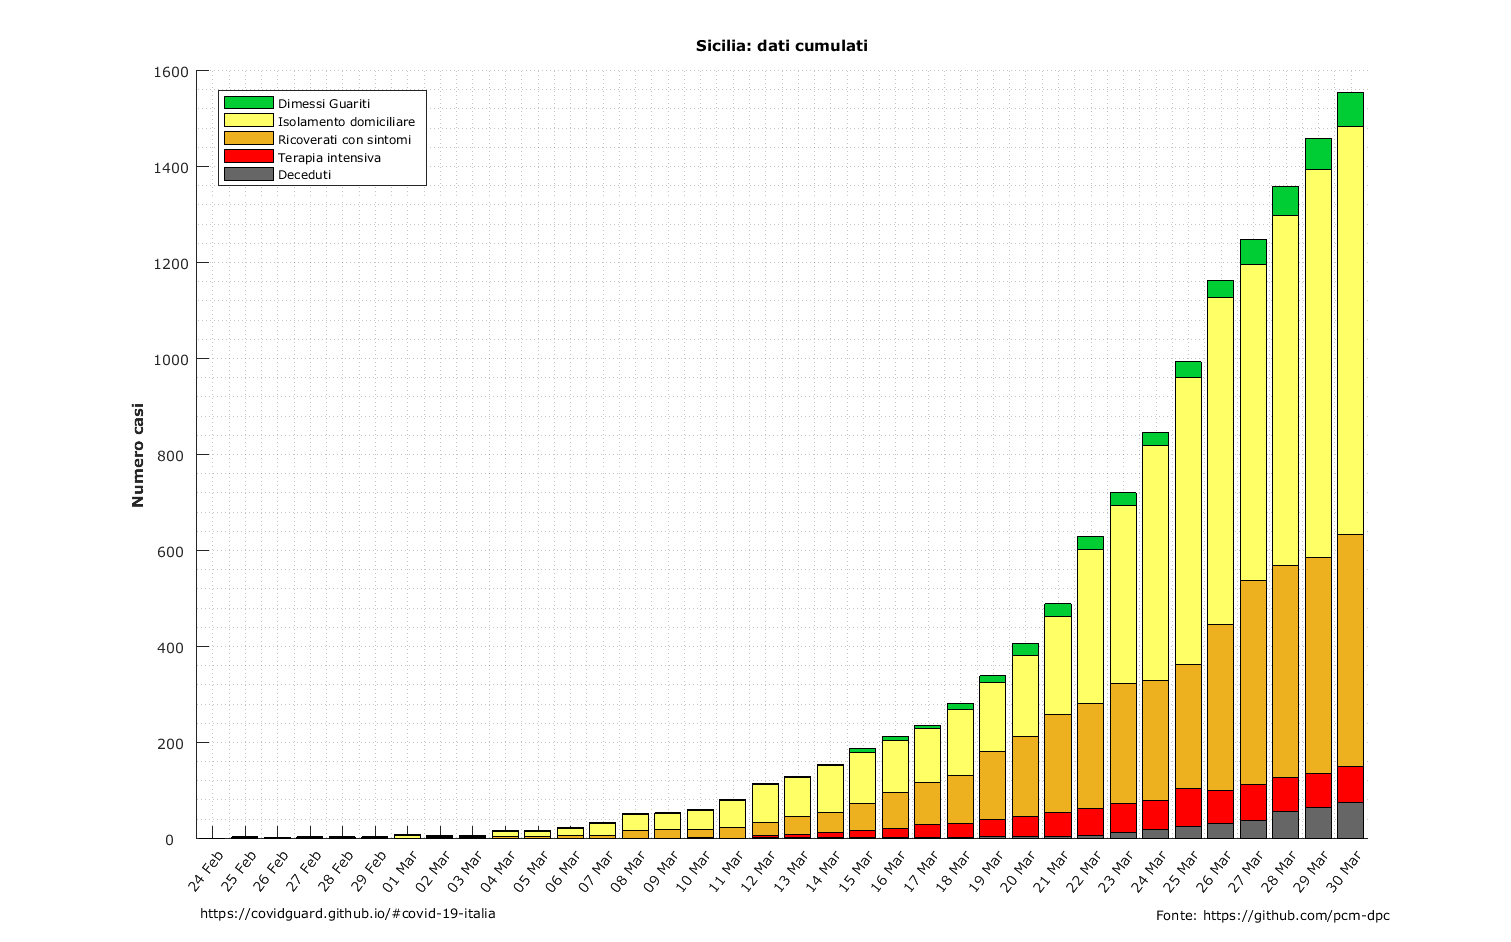 Sicilia: dati cumulati
1600
1400
1200
1000
800
600
400
200
0
Numero casi
Dimessi Guariti
Isolamento domiciliare
Ricoverati con sintomi
Terapia intensiva
Deceduti
24 Feb
25 Feb
26 Feb
27 Feb
28 Feb
29 Feb
01 Mar
02 Mar
03 Mar
04 Mar
05 Mar
06 Mar
07 Mar
08 Mar
09 Mar
10 Mar
11 Mar
12 Mar
13 Mar
14 Mar
15 Mar
16 Mar
17 Mar
18 Mar
19 Mar
20 Mar
21 Mar
22 Mar
23 Mar
24 Mar
25 Mar
26 Mar
27 Mar
28 Mar
29 Mar
30 Mar
https://covidguard.github.io/#covid-19-italia
Fonte: https://github.com/pcm-dpc